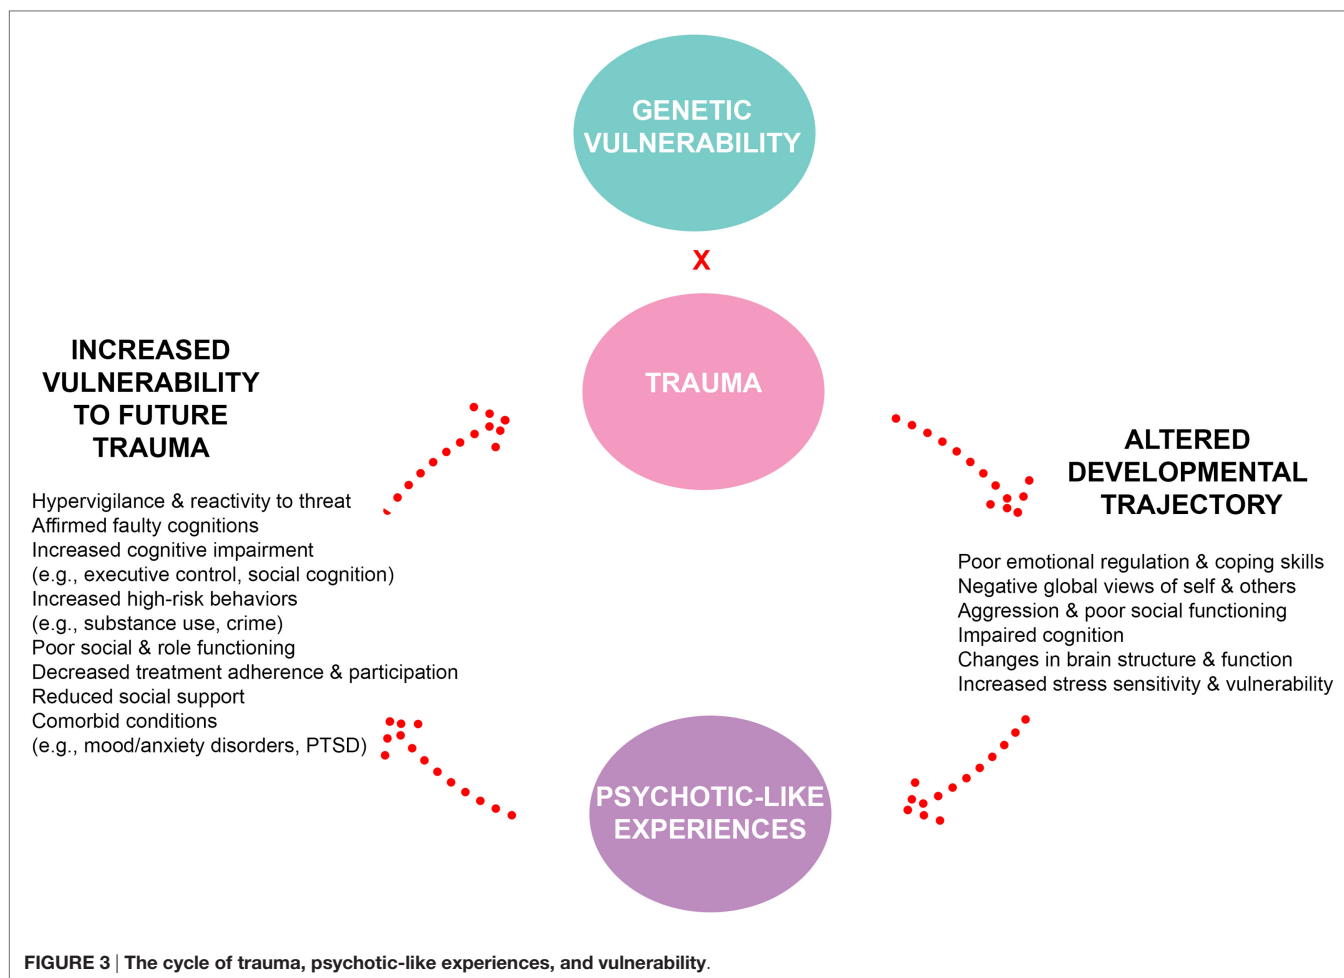 GENETIC
VULNERABILITY
X
TRAUMA
INCREASED
VULNERABILITY
TO FUTURE
TRAUMA
Hypervigilance & reactivity to threat
Affirmed faulty cognitions
Increased cognitive impairment
(e.g., executive control, social cognition)
Increased high-risk behaviors
(e.g., substance use, crime)
Poor social & role functioning
Decreased treatment adherence & participation
Reduced social support
Comorbid conditions
(e.g., mood/anxiety disorders, PTSD)
ALTERED
DEVELOPMENTAL
TRAJECTORY
Poor emotional regulation & coping skills
Negative global views of self & others
Aggression & poor social functioning
Impaired cognition
Changes in brain structure & function
Increased stress sensitivity & vulnerability
PSYCHOTIC-LIKE
EXPERIENCES
FIGURE 3 | The cycle of trauma, psychotic-like experiences, and vulnerability.